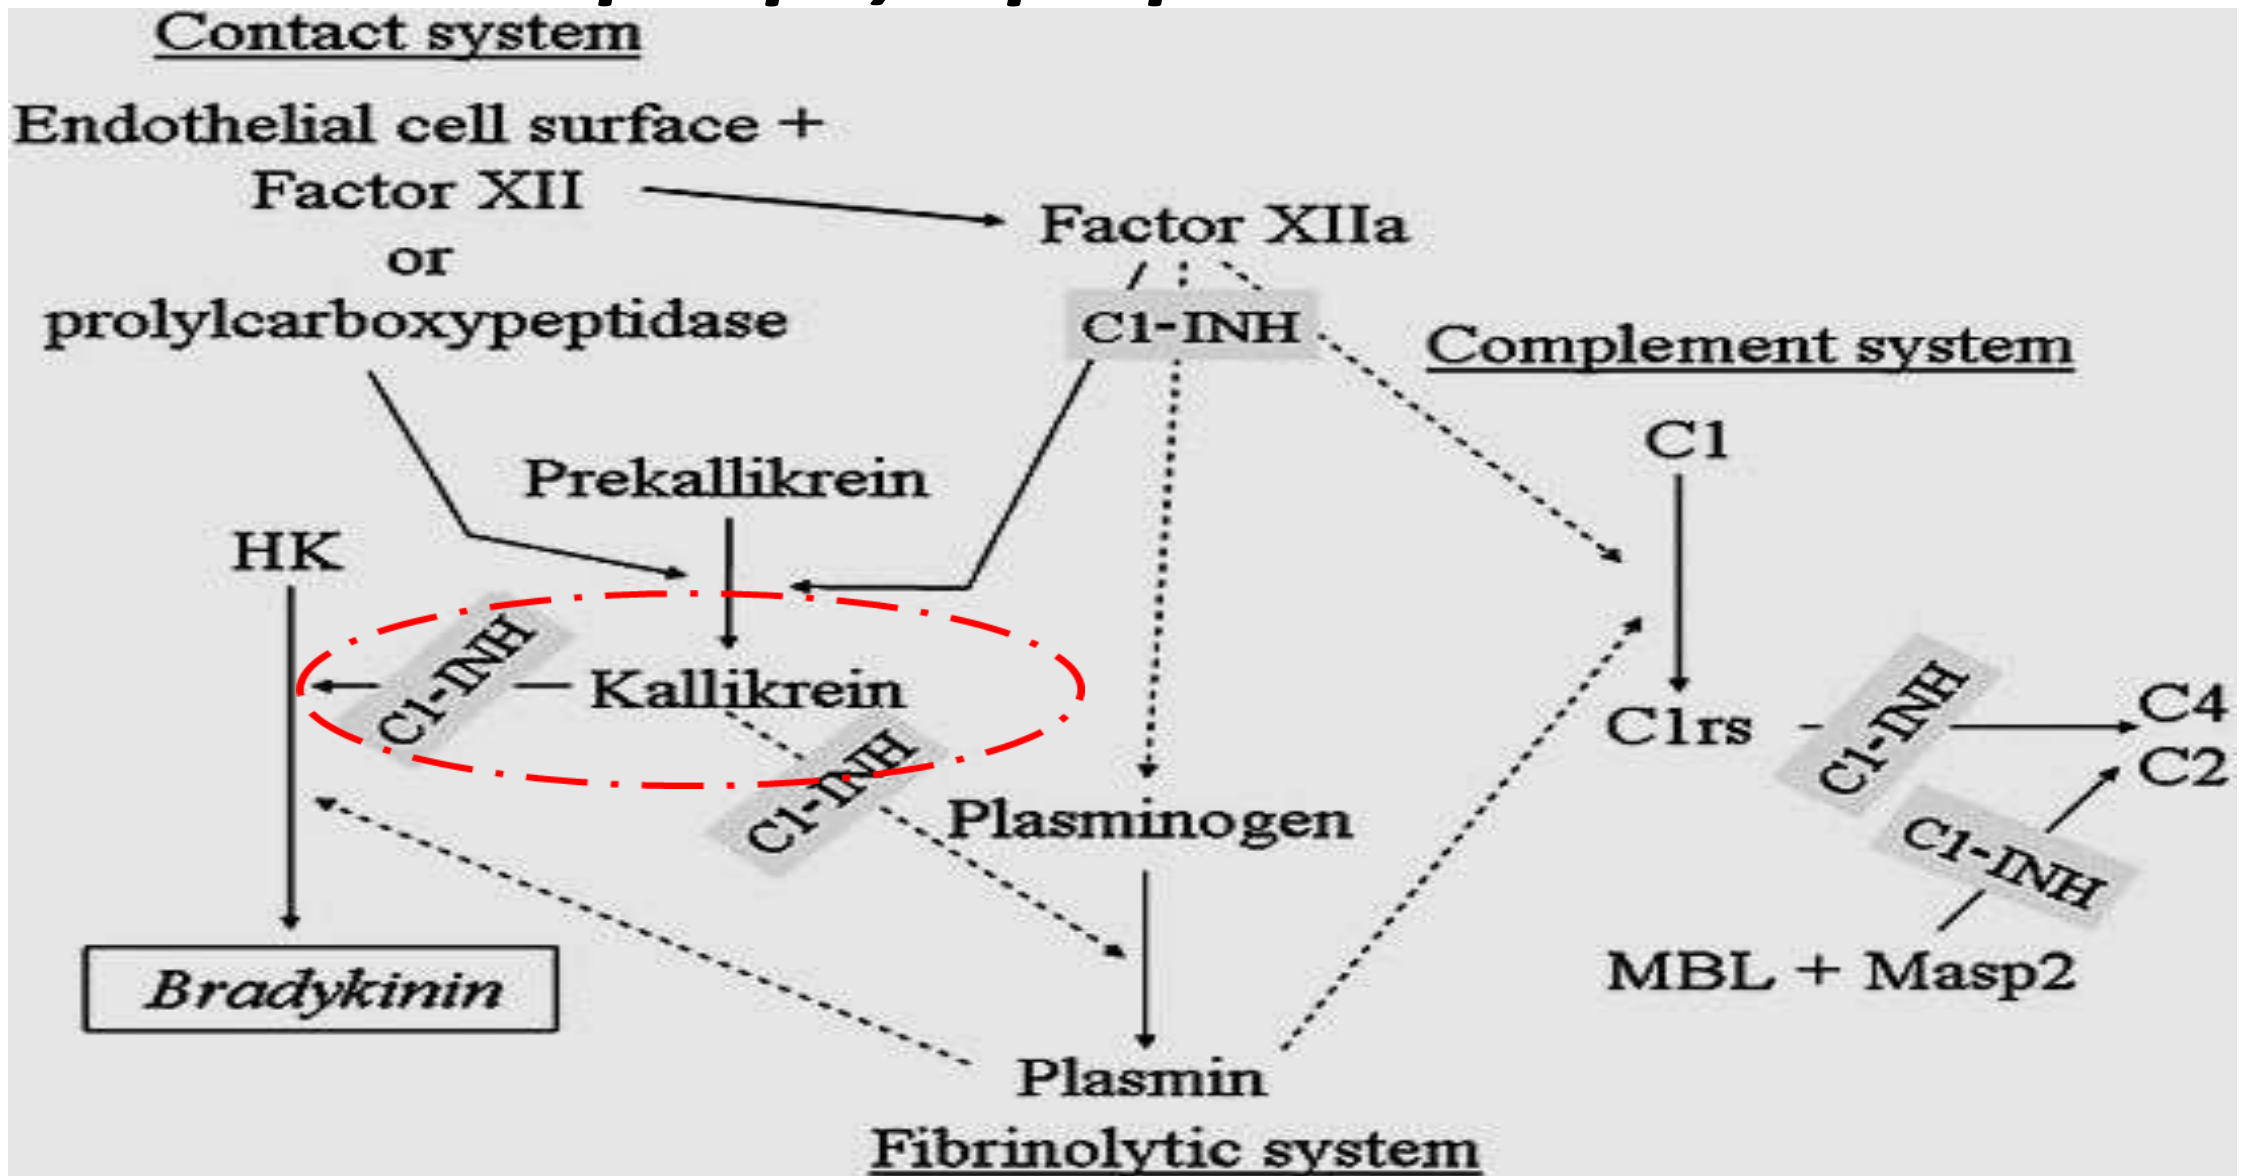 Contact system
Endothelial cell surface +
Factor XII
or
prolylcarboxypeptidase
Factor XIIa
C1-INH
Complement system
C1
Prekallikrein
HK
C1-INH
Kallikrein
C1-INH
Plasminogen
C1rs
C1-INH
C4
C2
C1-INH
MBL + Masp2
Bradykinin
Plasmin
Fibrinolytic system